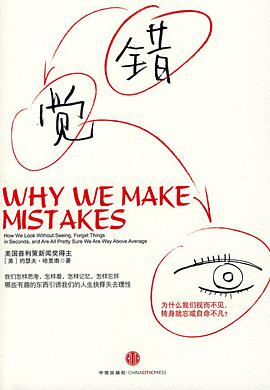 错
觉
WHY WE MAKE
MISTAKES
How We Look Without Seeing, Forget Things
in Seconds, and Are All Pretty Sure We Are Way Above Average
美国普利策新闻奖得主
［美］约瑟夫·哈里南◎著
我们怎样思考，怎样看，怎样记忆，怎样忘怀
哪些有趣的东西引诱我们的人生抉择失去理性
为什么我们视而不见，
转身就忘或自命不凡？
中信出版社·CHINACITICPRESS